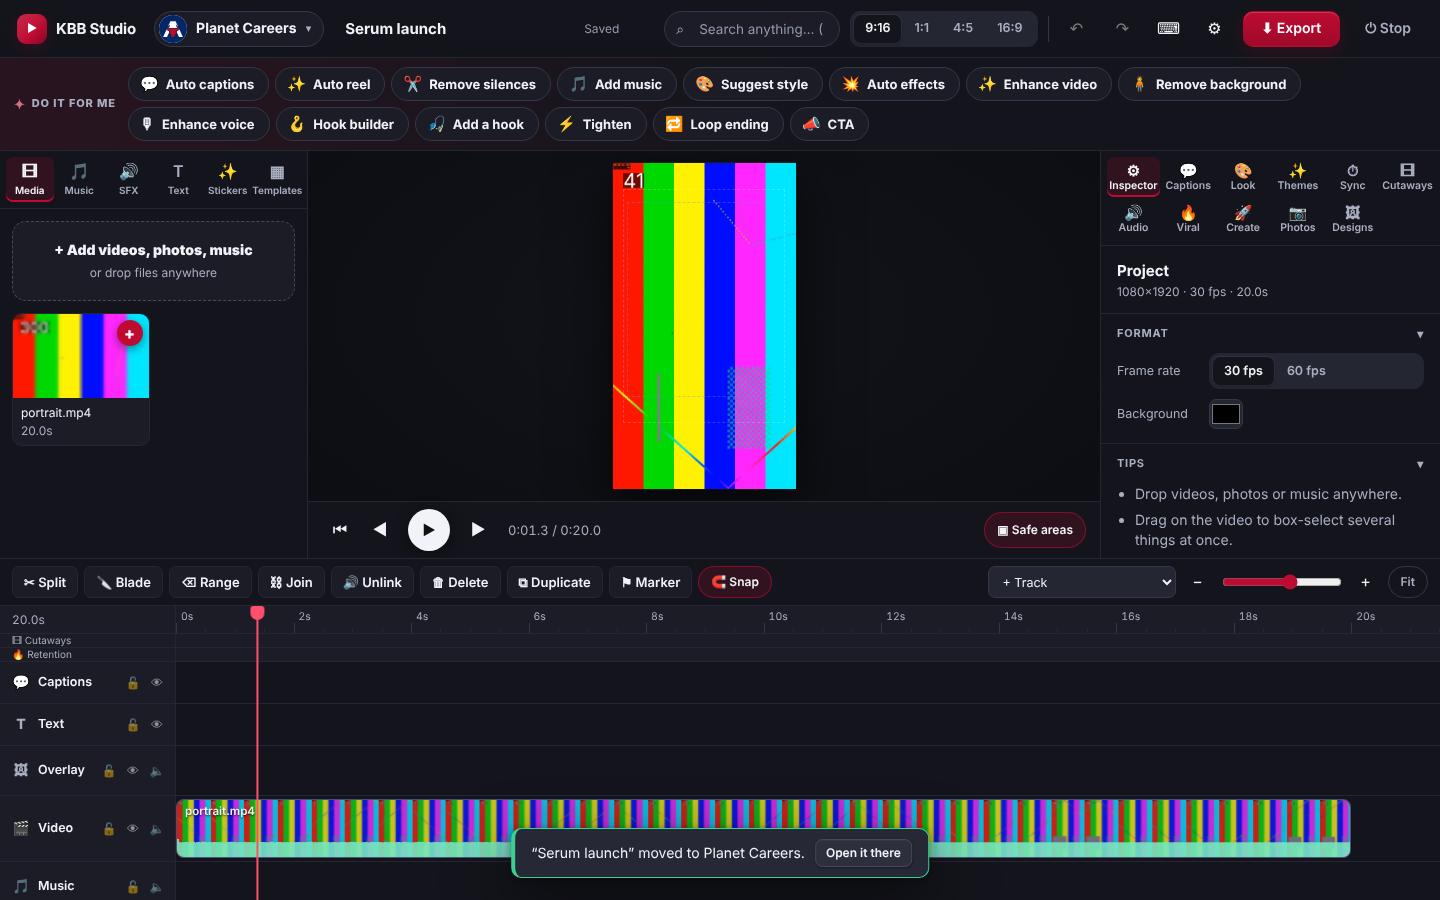 KBB Studio
Planet Careers
Serum launch
Saved
Search anything... (
9:16 1:1 4:5 16:9
Export
Stop
DO IT FOR ME
Auto captions
Auto reel
Remove silences
Add music
Suggest style
Auto effects
Enhance video
Remove background
Enhance voice
Hook builder
Add a hook
Tighten
Loop ending
CTA
Media
Music
SFX
Text
Stickers
Templates
+ Add videos, photos, music
or drop files anywhere
portrait.mp4
20.0s
41
0:01.3 / 0:20.0
Safe areas
Inspector
Captions
Look
Themes
Sync
Cutaways
Audio
Viral
Create
Photos
Designs
Project
1080×1920 · 30 fps · 20.0s
FORMAT
Frame rate
30 fps
60 fps
Background
TIPS
Drop videos, photos or music anywhere.
Drag on the video to box-select several
things at once.
Split
Blade
Range
Join
Unlink
Delete
Duplicate
Marker
Snap
+ Track
Fit
20.0s
0s 2s 4s 6s 8s 10s 12s 14s 16s 18s 20s
Cutaways
Retention
Captions
T Text
Overlay
Video
portrait.mp4
“Serum launch” moved to Planet Careers.
Open it there
Music